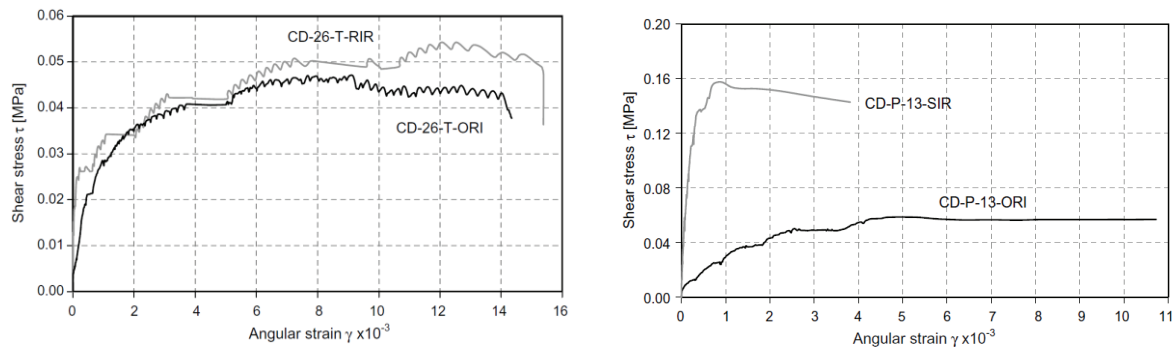 Shear stress τ [MPa]
0.06
0.05
0.04
0.03
0.02
0.01
0.00
CD-26-T-RIR
CD-26-T-ORI
0 2 4 6 8 10 12 14 16
Angular strain γ x10⁻³
Shear stress τ [MPa]
0.20
0.16
0.12
0.08
0.04
0.00
CD-P-13-SIR
CD-P-13-ORI
0 1 2 3 4 5 6 7 8 9 10 11
Angular strain γ x10⁻³